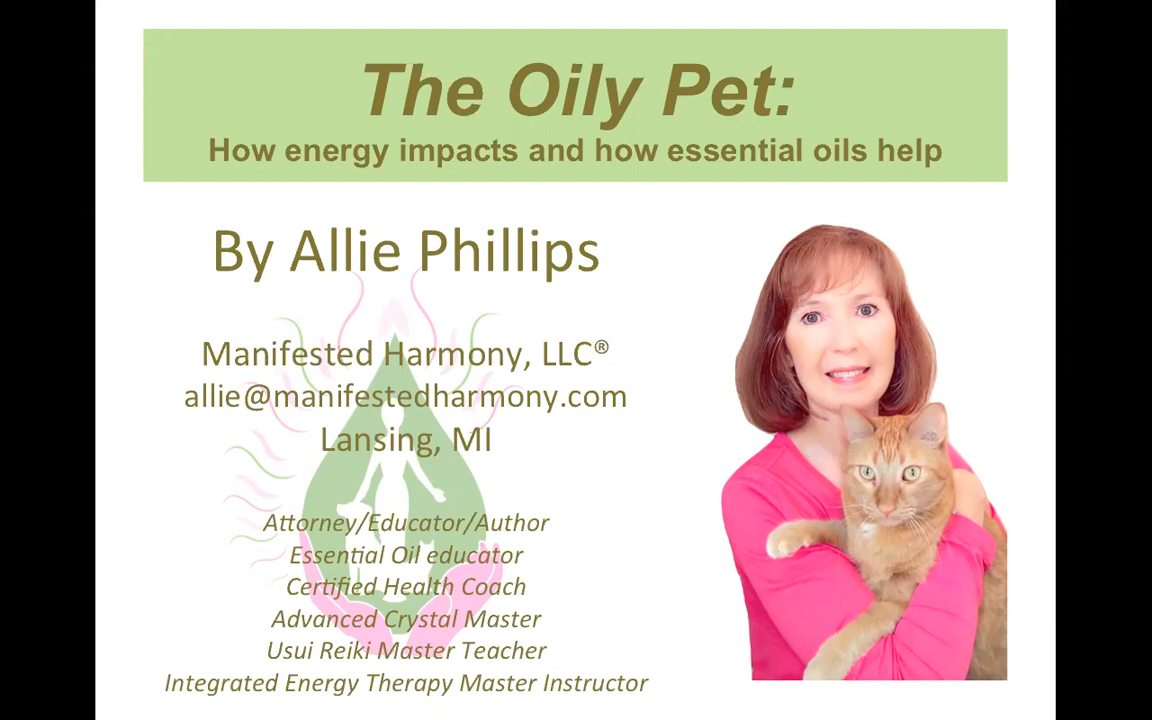 The Oily Pet:
How energy impacts and how essential oils help
By Allie Phillips
Manifested Harmony, LLC®
allie@manifestedharmony.com
Lansing, MI
Attorney/Educator/Author
Essential Oil educator
Certified Health Coach
Advanced Crystal Master
Usui Reiki Master Teacher
Integrated Energy Therapy Master Instructor